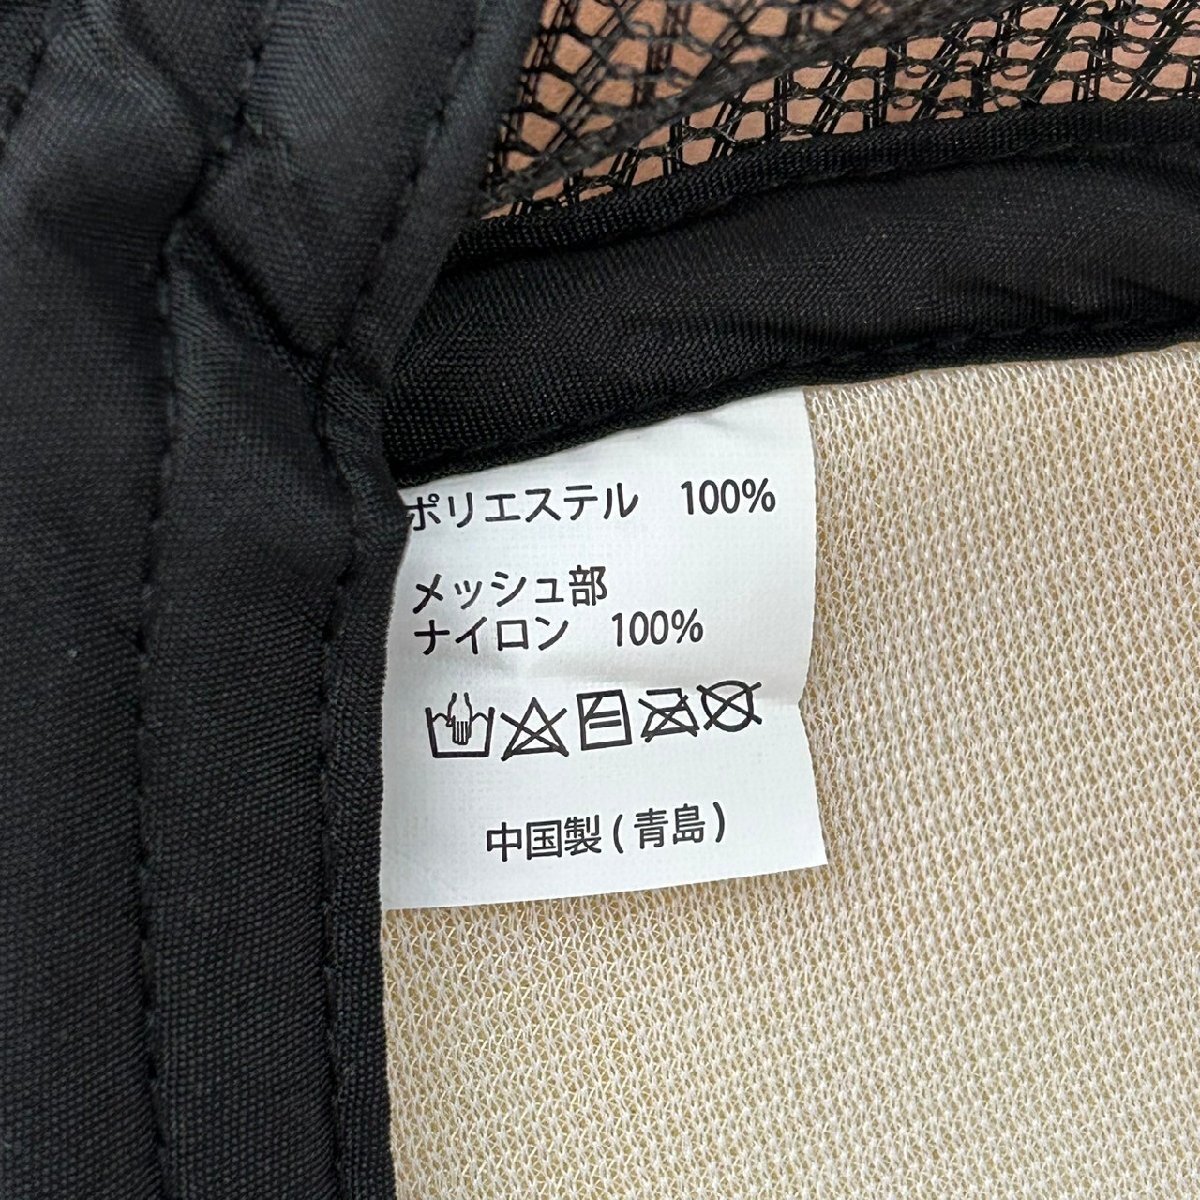 ポリエステル 100%
メッシュ部
ナイロン 100%
中国製 ( 青島 )